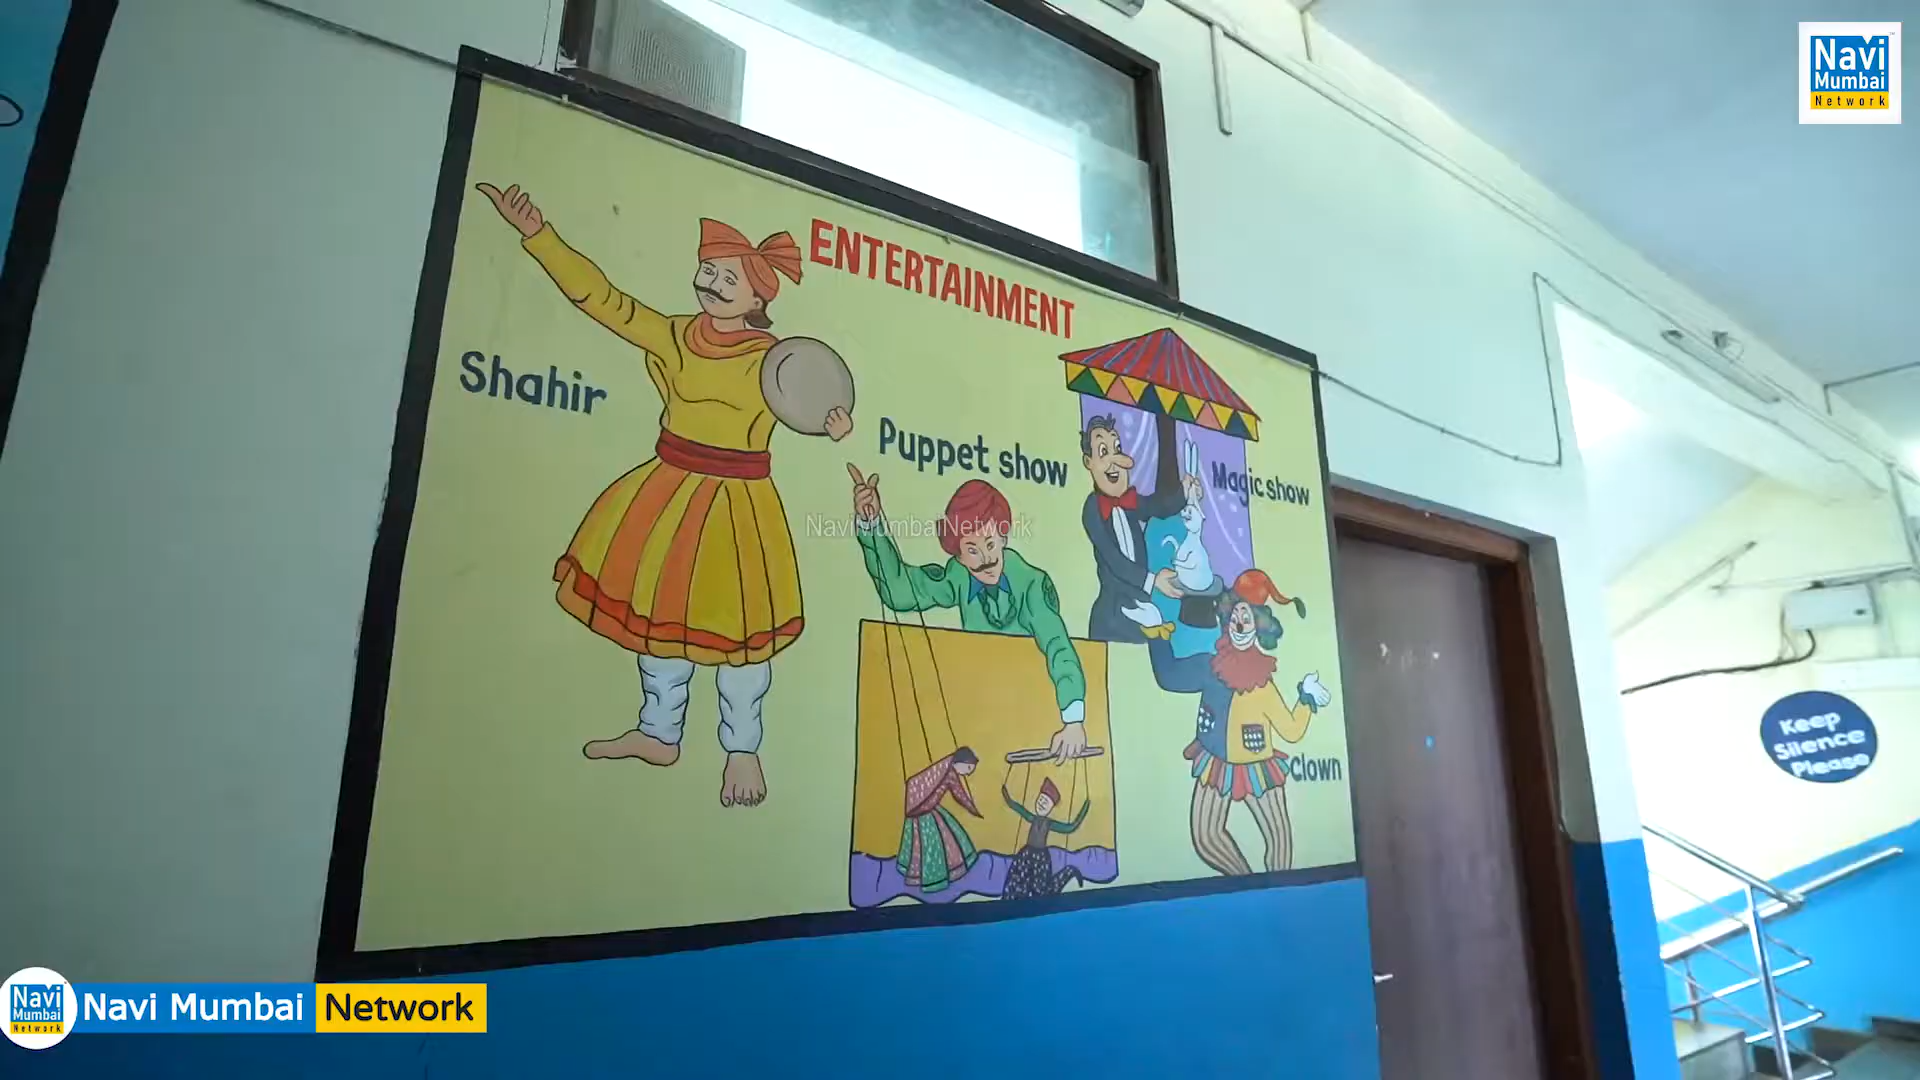 Navi
Mumbai
Network
ENTERTAINMENT
Shahir
Puppet show
Magic show
NaviMumbaiNetwork
clown
Keep
Silence
Please
Navi
Mumbai
Network
Navi Mumbai Network